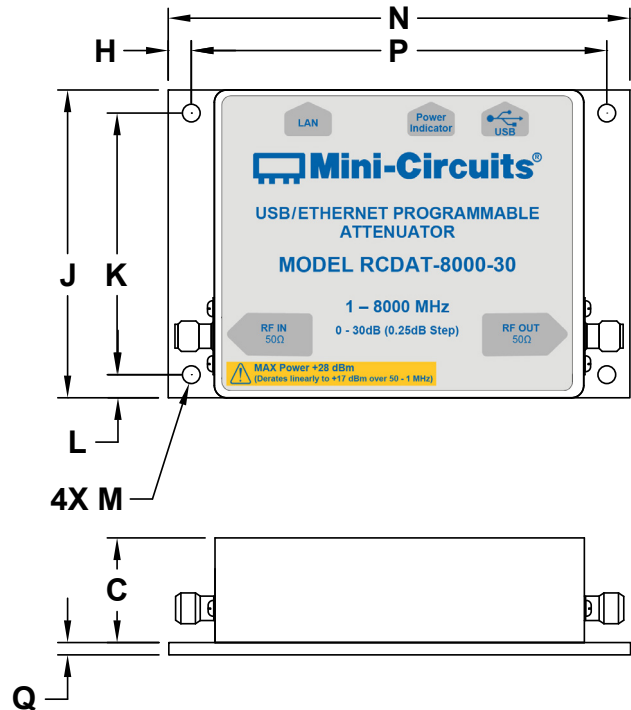 N
H
P
LAN
Power
Indicator
USB
Mini-Circuits®
USB/ETHERNET PROGRAMMABLE
ATTENUATOR
MODEL RCDAT-8000-30
J
K
1 – 8000 MHz
RF IN
50Ω
0 - 30dB (0.25dB Step)
RF OUT
50Ω
MAX Power +28 dBm
(Derates linearly to +17 dBm over 50 - 1 MHz)
L
4X M
C
Q